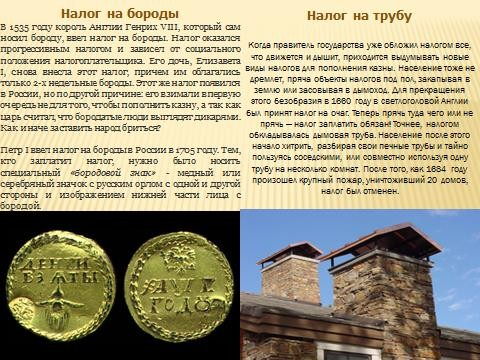 Налог на бороды
В 1535 году король Англии Генрих VIII, который сам
носил бороду, ввел налог на бороды. Налог оказался
прогрессивным налогом и зависел от социального
положения налогоплательщика. Его дочь, Елизавета
I, снова внесла этот налог, причем им облагались
только 2-х недельные бороды. Этот же налог появился
в России, но по другой причине: его взимали в первую
очередь не для того, чтобы пополнить казну, а так как
царь считал, что бородатые люди выглядят дикарями.
Как и наче заставить народ бриться?
Петр I ввел налог на бороды в России в 1705 году. Тем,
кто заплатил налог, нужно было носить
специальный «бородовой знак» - медный или
серебряный значок с русским орлом с одной и другой
стороны и изображением нижней части лица с
бородой.
Налог на трубу
Когда правитель государства уже обложил налогом все,
что движется и дышит, приходится выдумывать новые
виды налогов для пополнения казны. Население тоже не
дремлет, пряча объекты налогов под пол, закапывая в
землю или засовывая в дымоход. Для прекращения
этого безобразия в 1660 году в светлоголовой Англии
был принят налог на очаг. Теперь прячь туда чего или не
прячь — налог заплатить обязан! Точнее, налогом
обкладывалась дымовая труба. Население после этого
начало хитрить, разбирая свои печные трубы и тайно
пользуясь соседскими, или совместно используя одну
трубу на несколько комнат. После того, как 1684 году
произошел крупный пожар, уничтоживший 20 домов,
налог был отменен.
ДЕНГИ
ВЗѦТЫ
ГОДУ